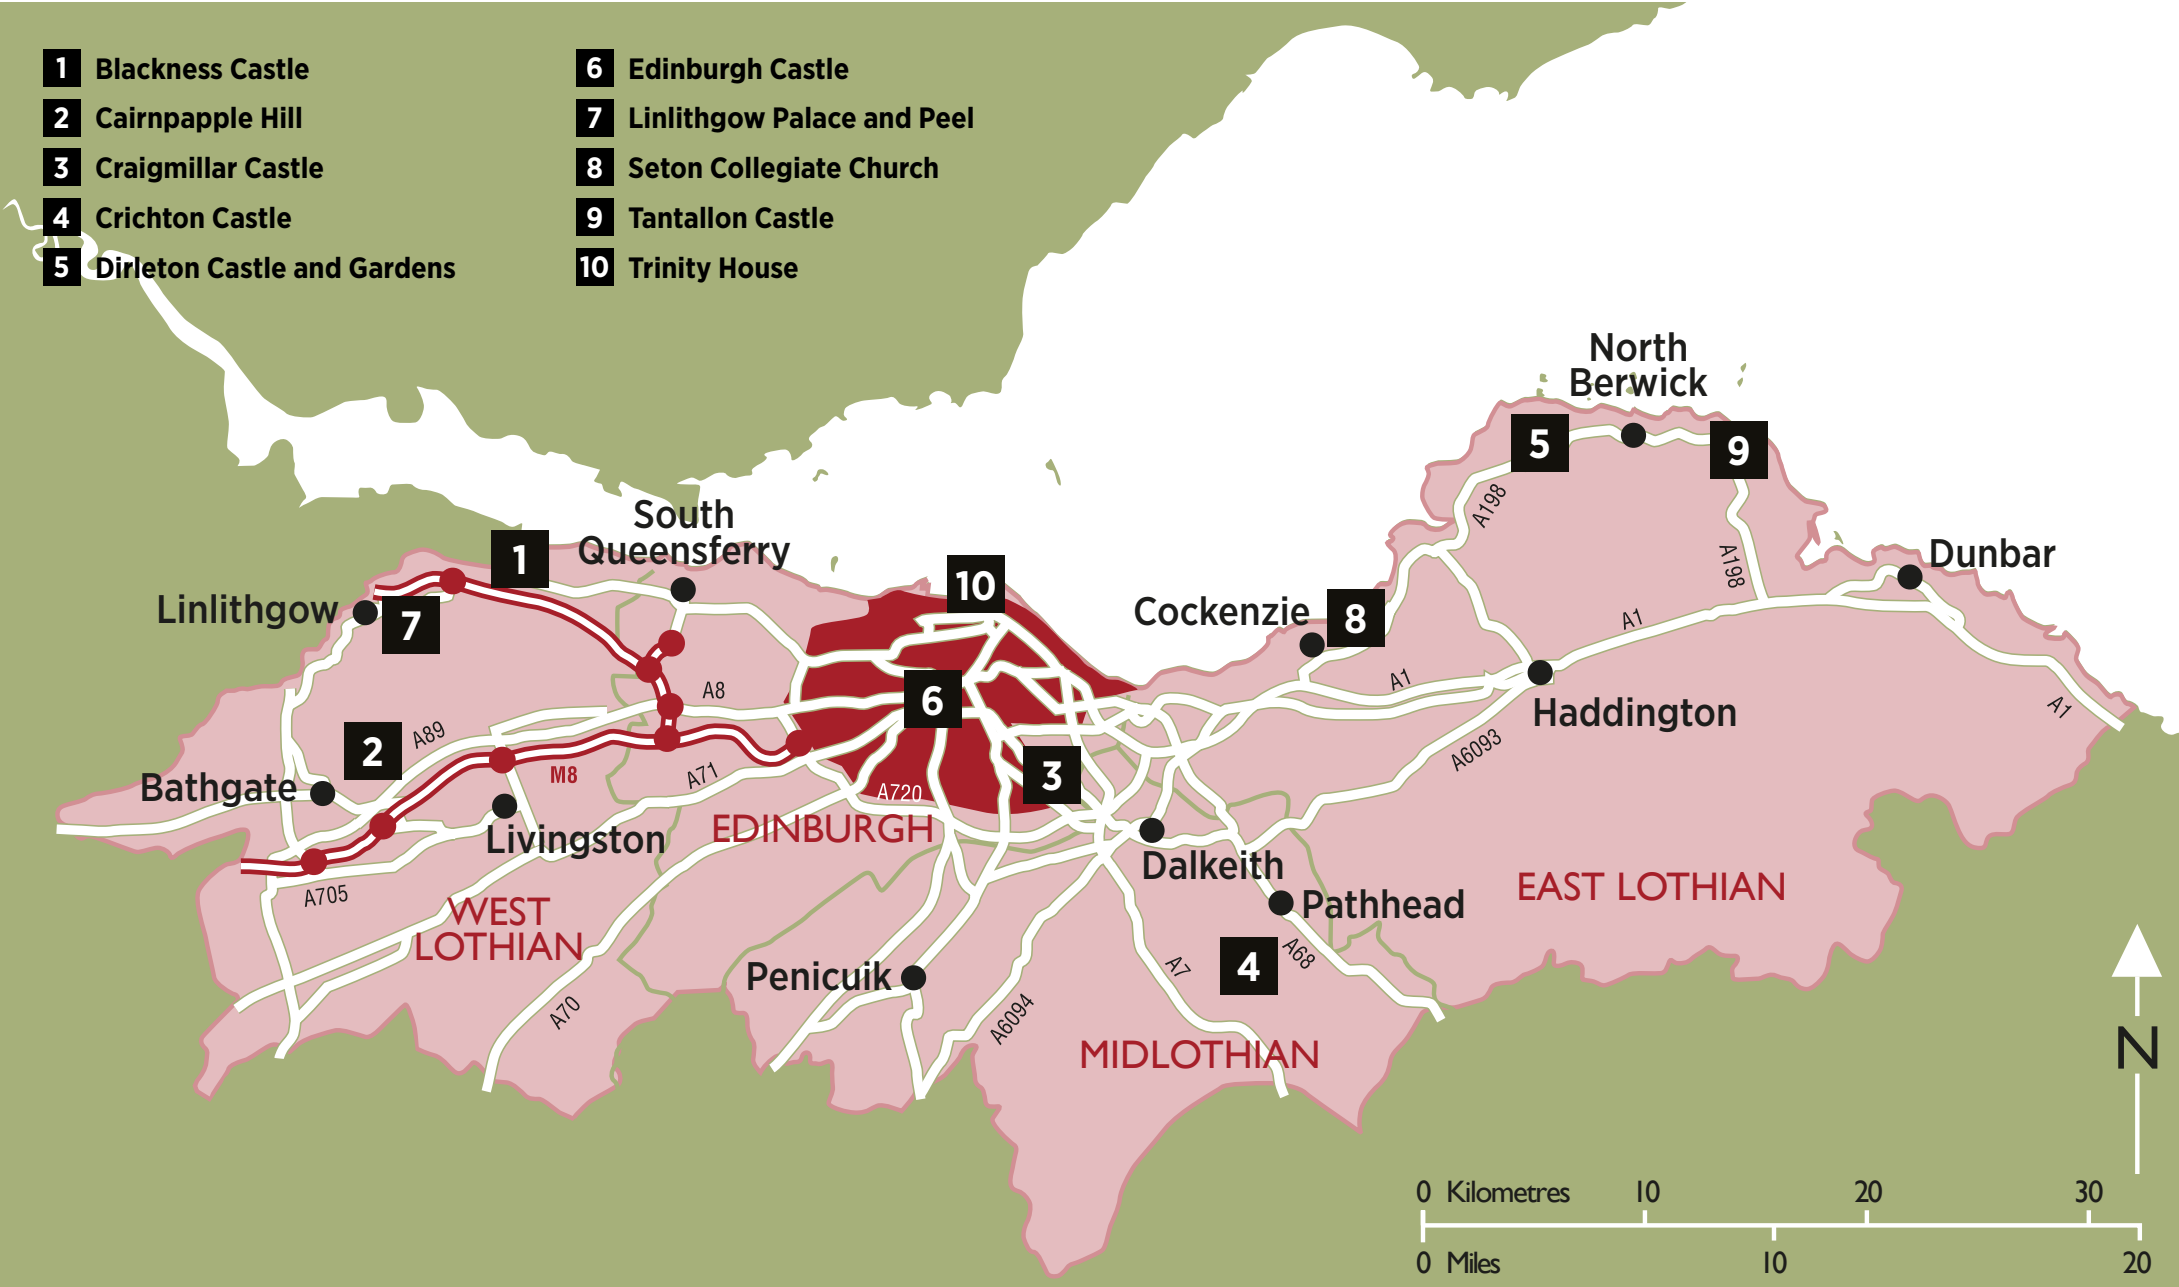 1 Blackness Castle
2 Cairnpapple Hill
3 Craigmillar Castle
4 Crichton Castle
5 Dirleton Castle and Gardens
6 Edinburgh Castle
7 Linlithgow Palace and Peel
8 Seton Collegiate Church
9 Tantallon Castle
10 Trinity House
North
Berwick
5
9
A198
A198
South
Queensferry
1
10
Dunbar
Linlithgow
7
Cockenzie
8
A1
A1
A1
A8
6
Haddington
A89
2
M8
A71
3
A6093
Bathgate
A720
Livingston
EDINBURGH
Dalkeith
A705
WEST
LOTHIAN
Pathhead
EAST LOTHIAN
Penicuik
4
A68
A7
A70
A6094
MIDLOTHIAN
N
0 Kilometres 10 20 30
0 Miles 10 20